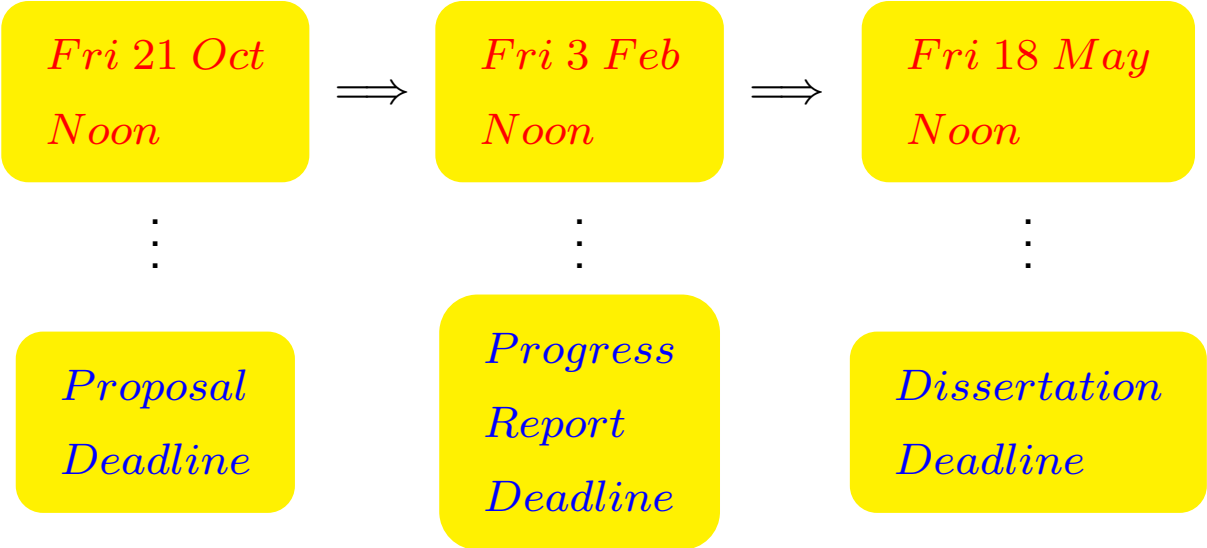 Fri 21 Oct
Noon
⟹
Fri 3 Feb
Noon
⟹
Fri 18 May
Noon
Proposal
Deadline
Progress
Report
Deadline
Dissertation
Deadline